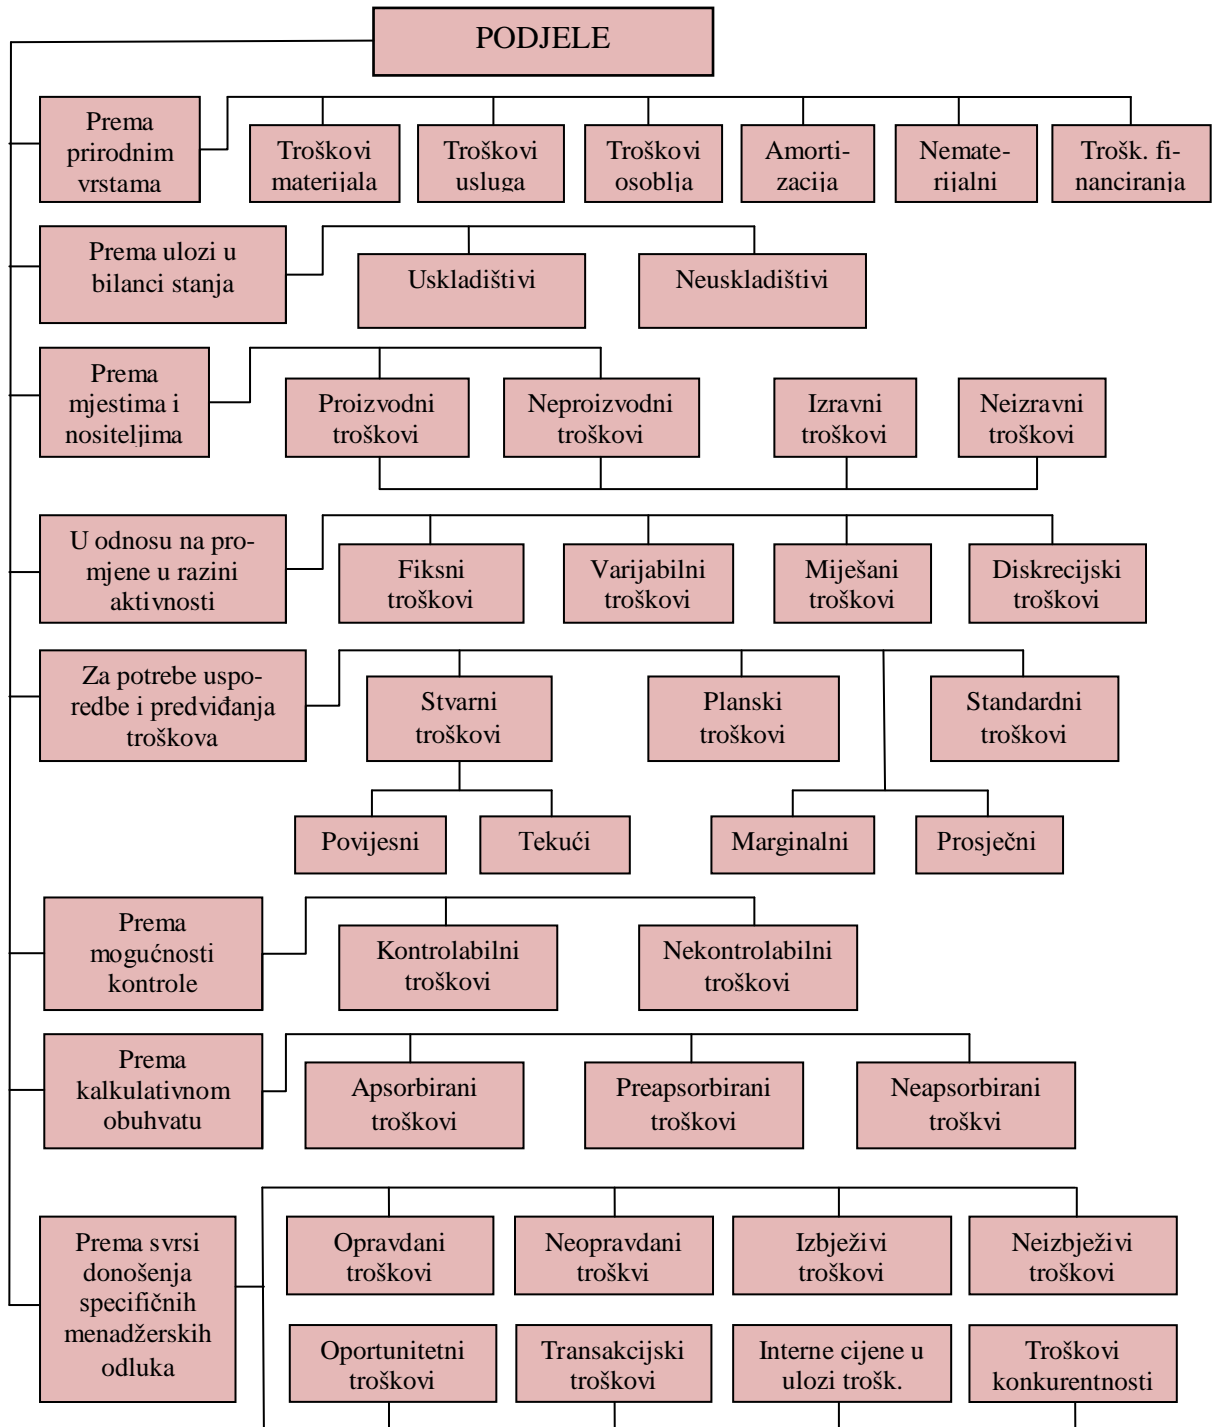 PODJELE
Prema
prirodnim
vrstama
Troškovi
materijala
Troškovi
usluga
Troškovi
osoblja
Amorti-
zacija
Nemate-
rijalni
Trošk. fi-
nanciranja
Prema ulozi u
bilanci stanja
Uskladištivi
Neuskladištivi
Prema
mjestima i
nositeljima
Proizvodni
troškovi
Neproizvodni
troškovi
Izravni
troškovi
Neizravni
troškovi
U odnosu na pro-
mjene u razini
aktivnosti
Fiksni
troškovi
Varijabilni
troškovi
Miješani
troškovi
Diskrecijski
troškovi
Za potrebe uspo-
redbe i predviđanja
troškova
Stvarni
troškovi
Planski
troškovi
Standardni
troškovi
Povijesni
Tekući
Marginalni
Prosječni
Prema
mogućnosti
kontrole
Kontrolabilni
troškovi
Nekontrolabilni
troškovi
Prema
kalkulativnom
obuhvatu
Apsorbirani
troškovi
Preapsorbirani
troškovi
Neapsorbirani
troškvi
Prema svrsi
donošenja
specifičnih
menadžerskih
odluka
Opravdani
troškovi
Neopravdani
troškvi
Izbježivi
troškovi
Neizbježivi
troškovi
Oportunitetni
troškovi
Transakcijski
troškovi
Interne cijene u
ulozi trošk.
Troškovi
konkurentnosti